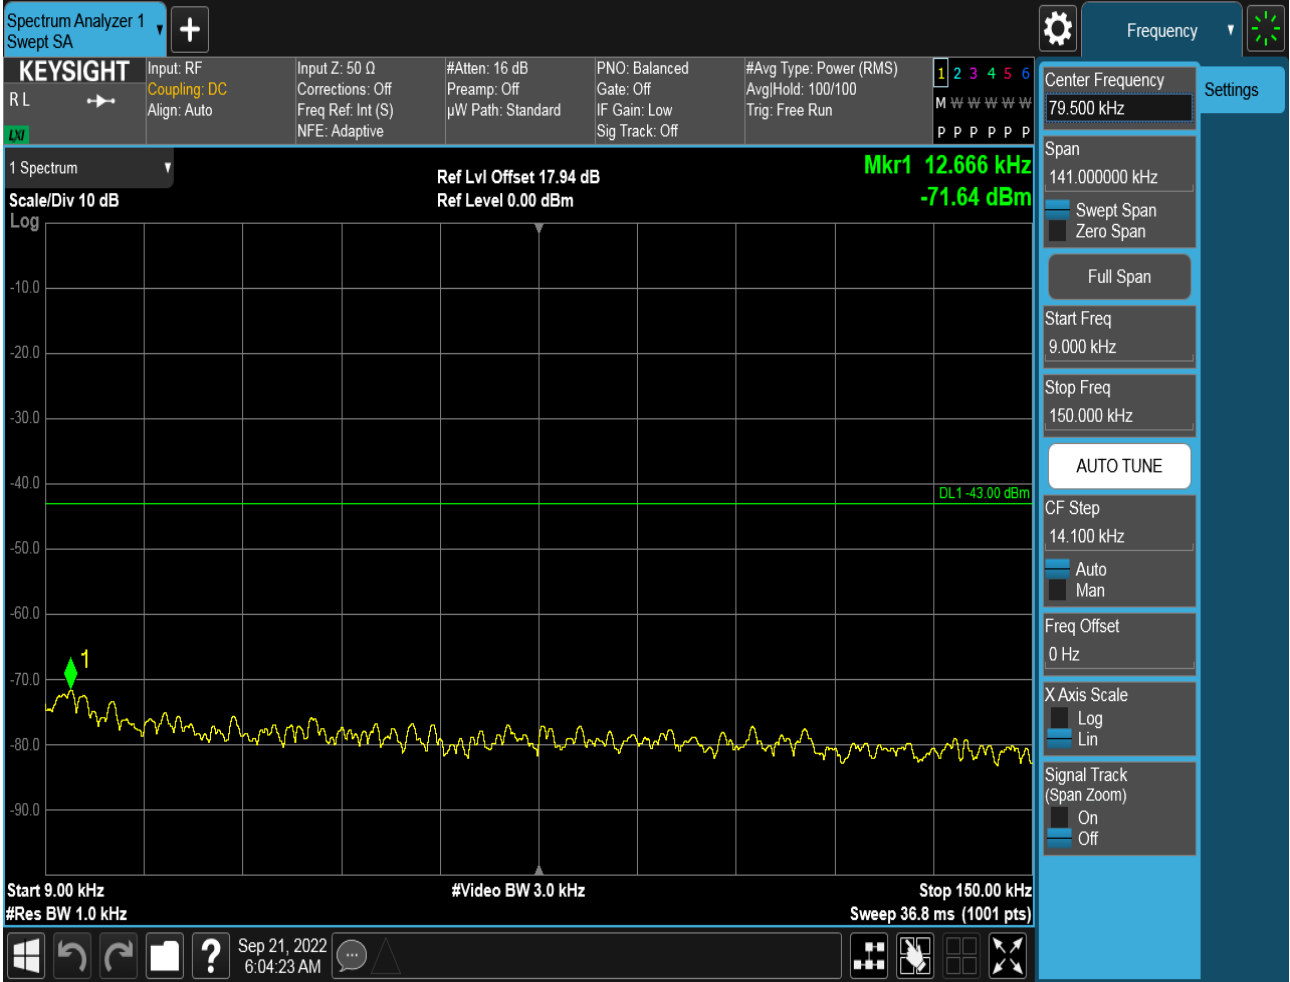 Spectrum Analyzer 1
Swept SA
Frequency
KEYSIGHT
R L
LXI
Input: RF
Coupling: DC
Align: Auto
Input Z: 50 Ω
Corrections: Off
Freq Ref: Int (S)
NFE: Adaptive
#Atten: 16 dB
Preamp: Off
µW Path: Standard
PNO: Balanced
Gate: Off
IF Gain: Low
Sig Track: Off
#Avg Type: Power (RMS)
Avg|Hold: 100/100
Trig: Free Run
1 2 3 4 5 6
M W W W W W
P P P P P P
1 Spectrum
Scale/Div 10 dB
Log
Ref Lvl Offset 17.94 dB
Ref Level 0.00 dBm
Mkr1 12.666 kHz
-71.64 dBm
-10.0
-20.0
-30.0
-40.0
DL1 -43.00 dBm
-50.0
-60.0
1
-70.0
-80.0
-90.0
Start 9.00 kHz
#Video BW 3.0 kHz
Stop 150.00 kHz
#Res BW 1.0 kHz
Sweep 36.8 ms (1001 pts)
Center Frequency
79.500 kHz
Settings
Span
141.000000 kHz
Swept Span
Zero Span
Full Span
Start Freq
9.000 kHz
Stop Freq
150.000 kHz
AUTO TUNE
CF Step
14.100 kHz
Auto
Man
Freq Offset
0 Hz
X Axis Scale
Log
Lin
Signal Track
(Span Zoom)
On
Off
?
Sep 21, 2022
6:04:23 AM